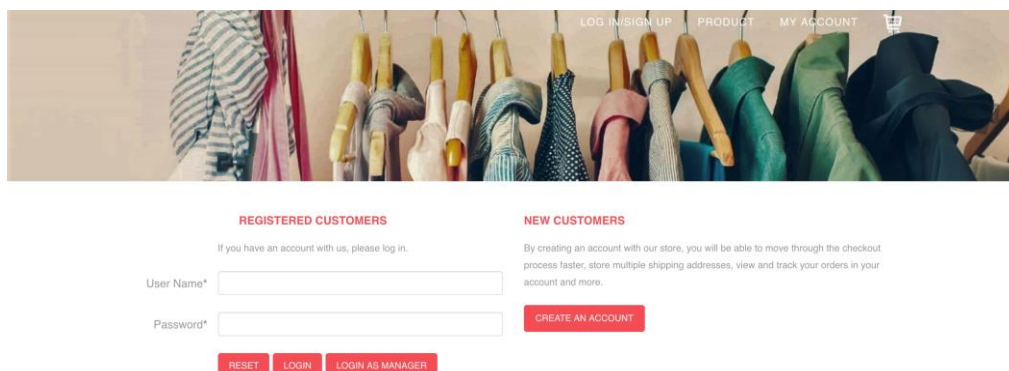 LOG IN/SIGN UP PRODUCT MY ACCOUNT
REGISTERED CUSTOMERS
If you have an account with us, please log in.
User Name*
Password*
RESET LOGIN LOGIN AS MANAGER
NEW CUSTOMERS
By creating an account with our store, you will be able to move through the checkout
process faster, store multiple shipping addresses, view and track your orders in your
account and more.
CREATE AN ACCOUNT